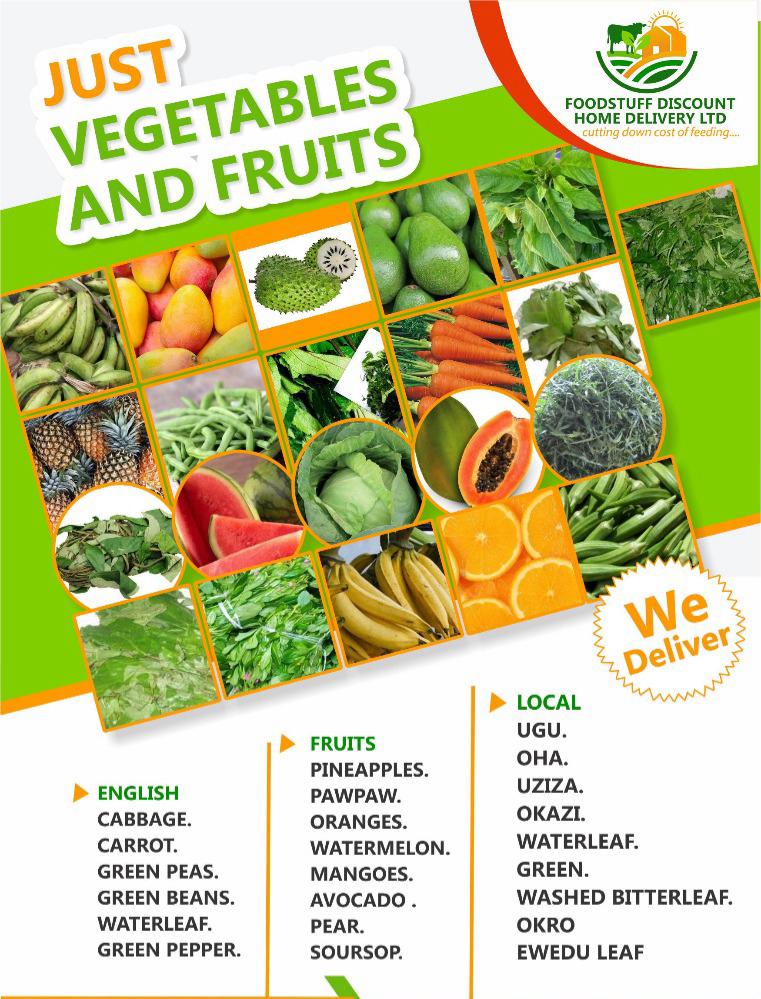 JUST
VEGETABLES
AND FRUITS
FOODSTUFF DISCOUNT
HOME DELIVERY LTD
cutting down cost of feeding....
We
Deliver
ENGLISH
CABBAGE.
CARROT.
GREEN PEAS.
GREEN BEANS.
WATERLEAF.
GREEN PEPPER.
FRUITS
PINEAPPLES.
PAWPAW.
ORANGES.
WATERMELON.
MANGOES.
AVOCADO .
PEAR.
SOURSOP.
LOCAL
UGU.
OHA.
UZIZA.
OKAZI.
WATERLEAF.
GREEN.
WASHED BITTERLEAF.
OKRO
EWEDU LEAF